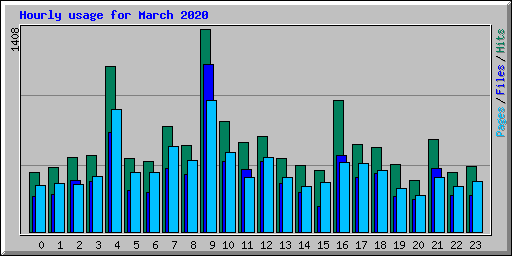 Hourly usage for March 2020
1408
Pages / Files / Hits
0 1 2 3 4 5 6 7 8 9 10 11 12 13 14 15 16 17 18 19 20 21 22 23